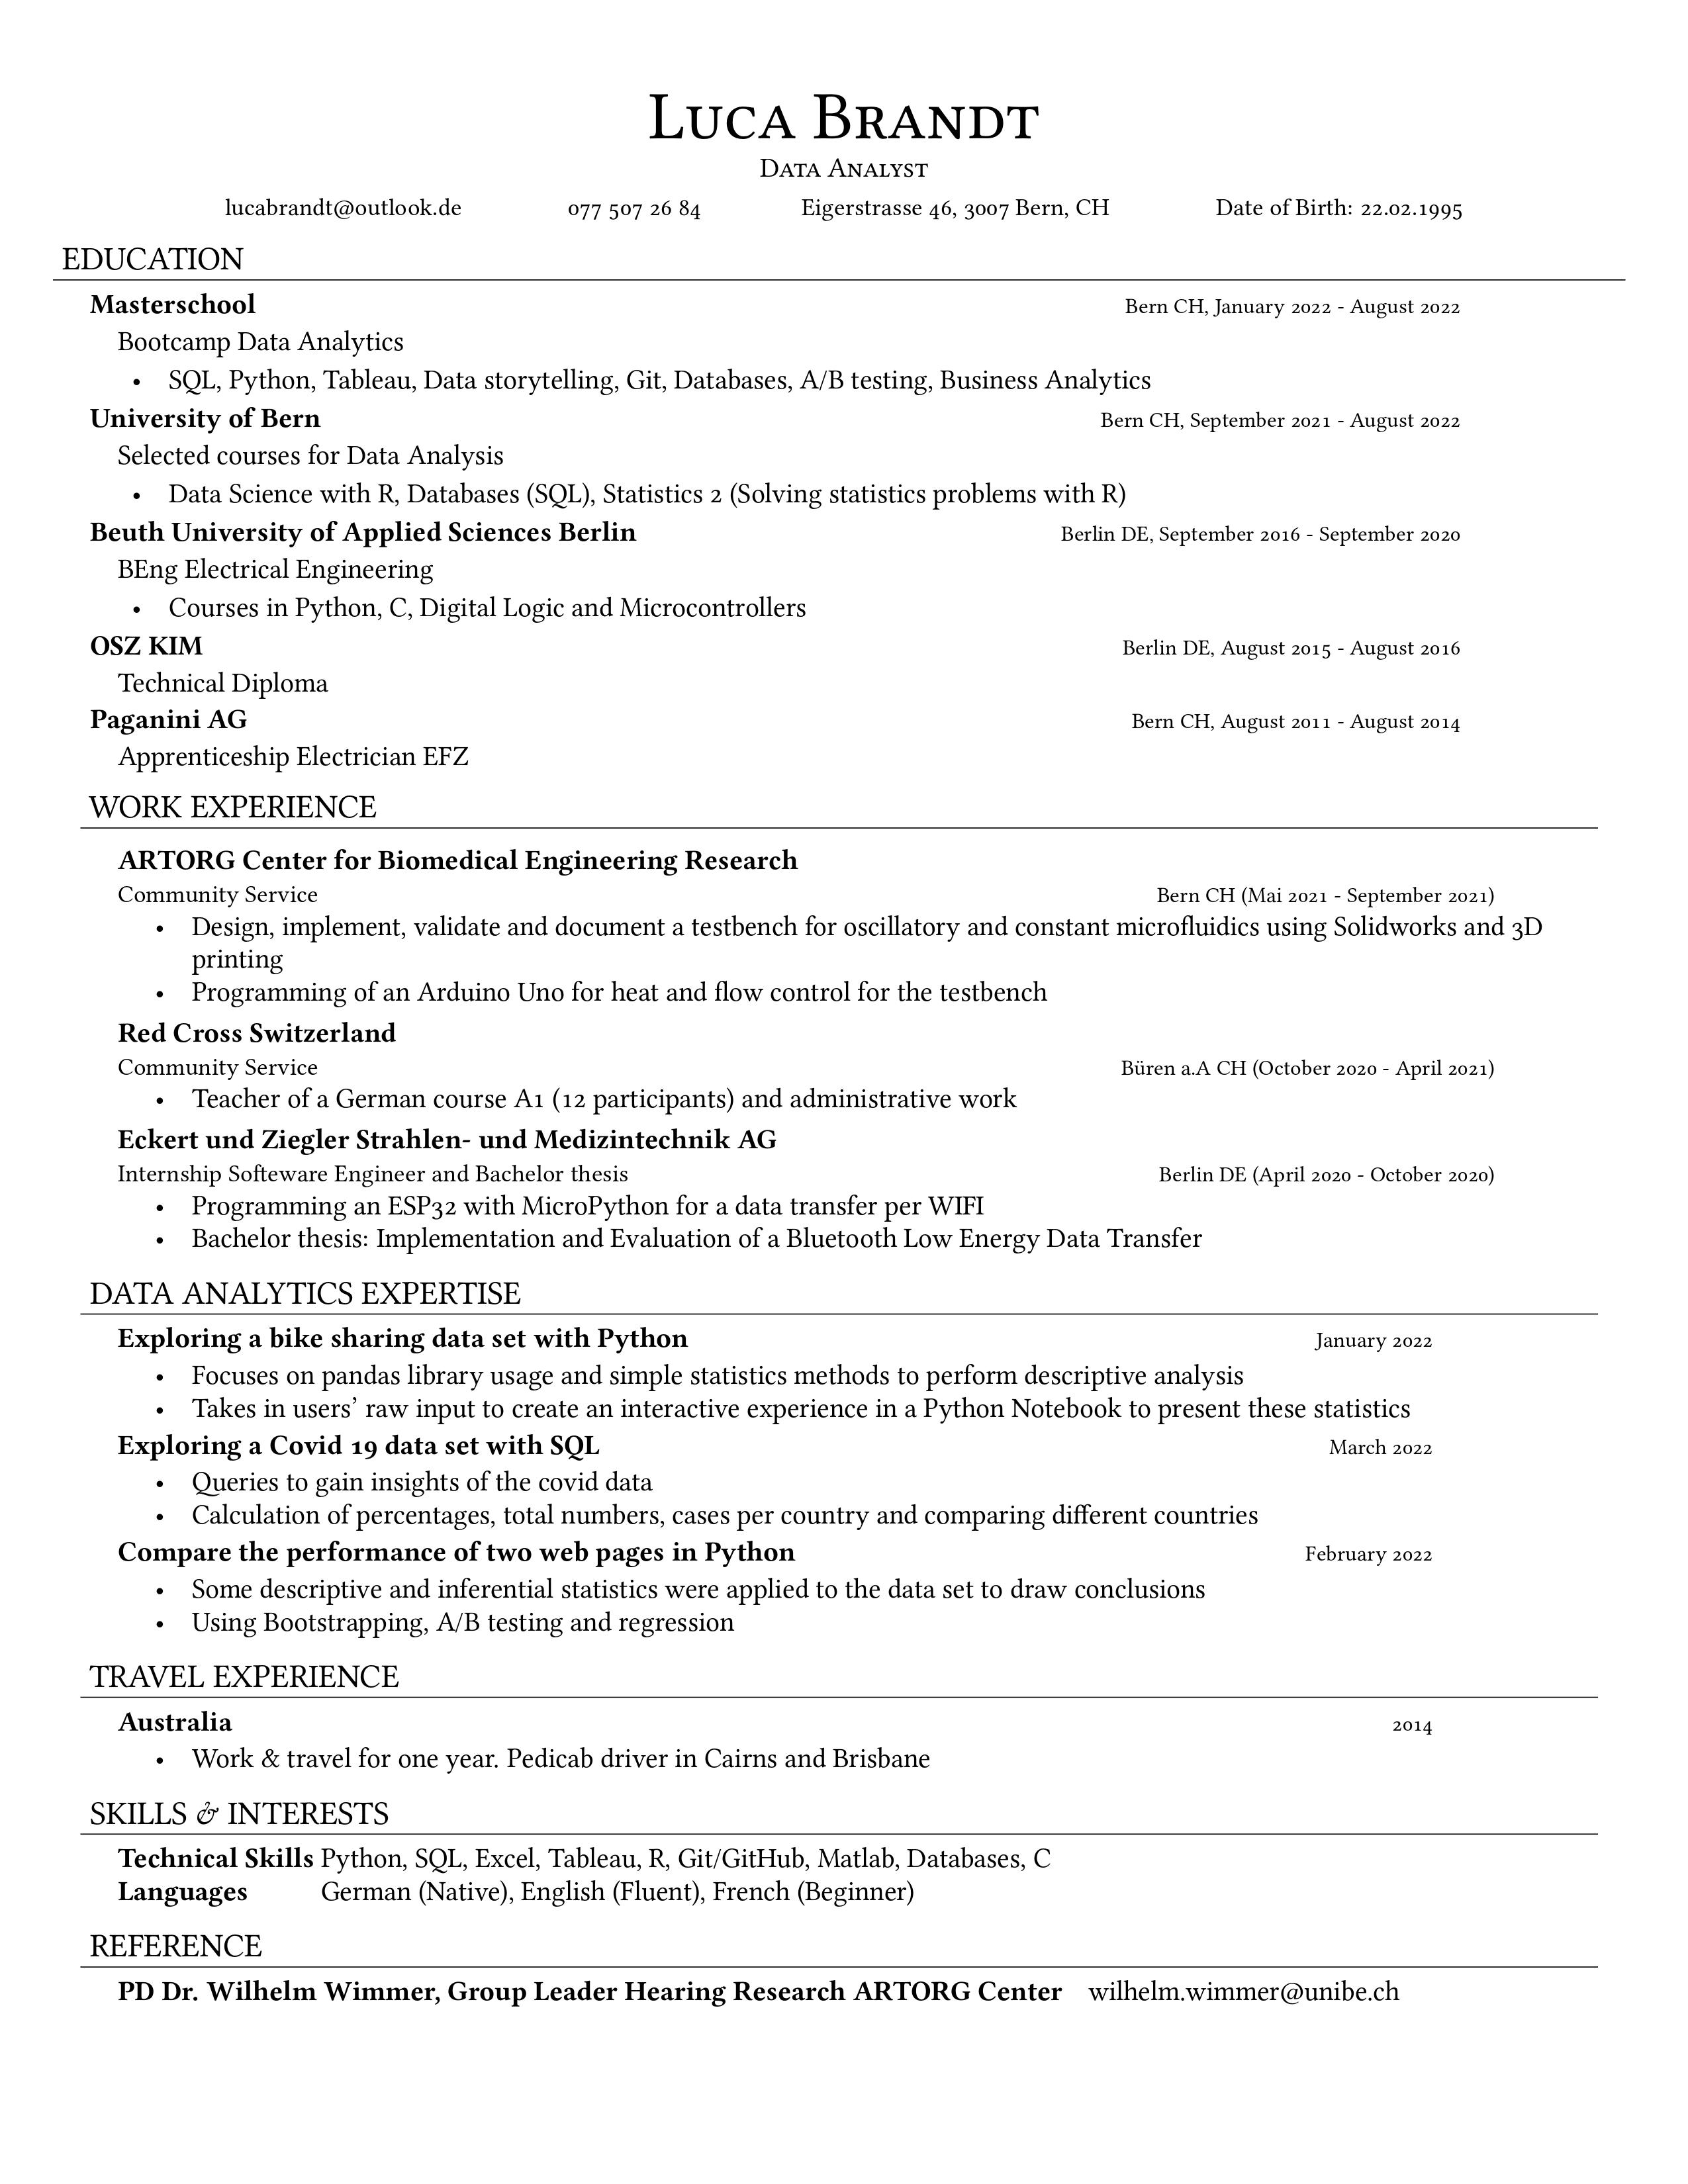 Luca Brandt
Data Analyst
lucabrandt@outlook.de 077 507 26 84 Eigerstrasse 46, 3007 Bern, CH Date of Birth: 22.02.1995
EDUCATION
Masterschool Bern CH, January 2022 - August 2022
Bootcamp Data Analytics
• SQL, Python, Tableau, Data storytelling, Git, Databases, A/B testing, Business Analytics
University of Bern Bern CH, September 2021 - August 2022
Selected courses for Data Analysis
• Data Science with R, Databases (SQL), Statistics 2 (Solving statistics problems with R)
Beuth University of Applied Sciences Berlin Berlin DE, September 2016 - September 2020
BEng Electrical Engineering
• Courses in Python, C, Digital Logic and Microcontrollers
OSZ KIM Berlin DE, August 2015 - August 2016
Technical Diploma
Paganini AG Bern CH, August 2011 - August 2014
Apprenticeship Electrician EFZ
WORK EXPERIENCE
ARTORG Center for Biomedical Engineering Research
Community Service Bern CH (Mai 2021 - September 2021)
• Design, implement, validate and document a testbench for oscillatory and constant microfluidics using Solidworks and 3D
printing
• Programming of an Arduino Uno for heat and flow control for the testbench
Red Cross Switzerland
Community Service Büren a.A CH (October 2020 - April 2021)
• Teacher of a German course A1 (12 participants) and administrative work
Eckert und Ziegler Strahlen- und Medizintechnik AG
Internship Softeware Engineer and Bachelor thesis Berlin DE (April 2020 - October 2020)
• Programming an ESP32 with MicroPython for a data transfer per WIFI
• Bachelor thesis: Implementation and Evaluation of a Bluetooth Low Energy Data Transfer
DATA ANALYTICS EXPERTISE
Exploring a bike sharing data set with Python January 2022
• Focuses on pandas library usage and simple statistics methods to perform descriptive analysis
• Takes in users’ raw input to create an interactive experience in a Python Notebook to present these statistics
Exploring a Covid 19 data set with SQL March 2022
• Queries to gain insights of the covid data
• Calculation of percentages, total numbers, cases per country and comparing different countries
Compare the performance of two web pages in Python February 2022
• Some descriptive and inferential statistics were applied to the data set to draw conclusions
• Using Bootstrapping, A/B testing and regression
TRAVEL EXPERIENCE
Australia 2014
• Work & travel for one year. Pedicab driver in Cairns and Brisbane
SKILLS & INTERESTS
Technical Skills Python, SQL, Excel, Tableau, R, Git/GitHub, Matlab, Databases, C
Languages German (Native), English (Fluent), French (Beginner)
REFERENCE
PD Dr. Wilhelm Wimmer, Group Leader Hearing Research ARTORG Center wilhelm.wimmer@unibe.ch